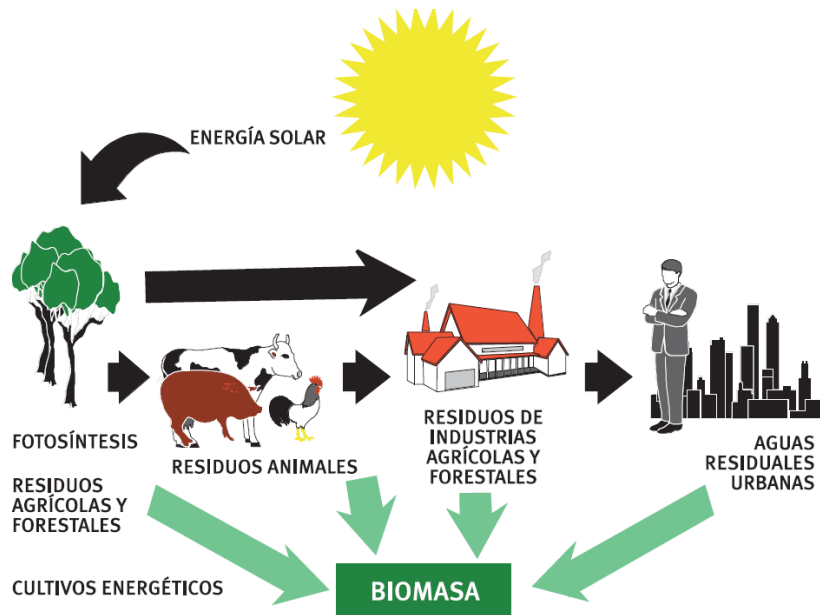 ENERGÍA SOLAR
FOTOSÍNTESIS
RESIDUOS
AGRÍCOLAS Y
FORESTALES
CULTIVOS ENERGÉTICOS
RESIDUOS ANIMALES
RESIDUOS DE
INDUSTRIAS
AGRÍCOLAS Y
FORESTALES
AGUAS
RESIDUALES
URBANAS
BIOMASA